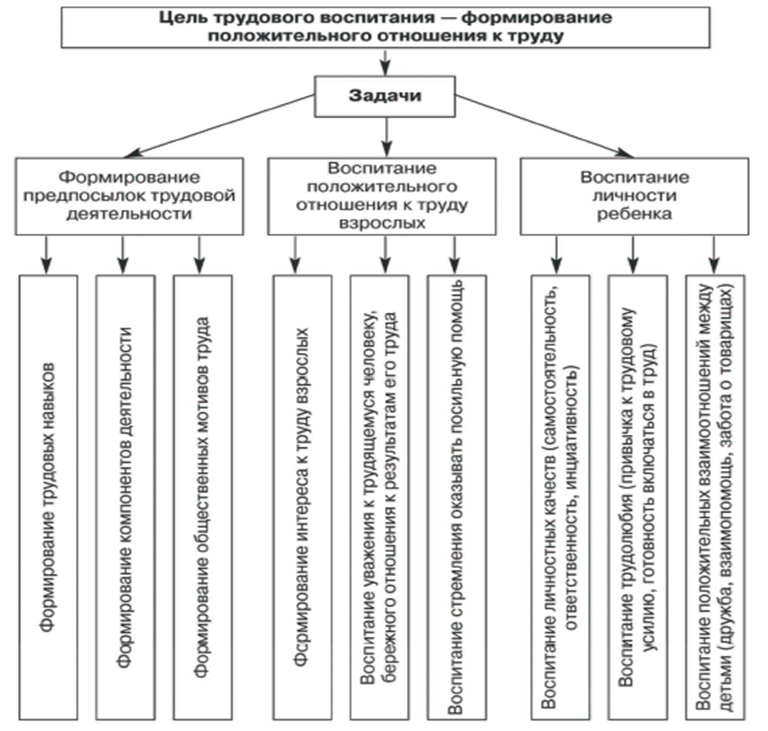 Цель трудового воспитания — формирование
положительного отношения к труду
Задачи
Формирование
предпосылок трудовой
деятельности
Воспитание
положительного
отношения к труду
взрослых
Воспитание
личности
ребенка
Формирование трудовых навыков
Формирование компонентов деятельности
Формирование общественных мотивов труда
Формирование интереса к труду взрослых
Воспитание уважения к трудящемуся человеку,
бережного отношения к результатам его труда
Воспитание стремления оказывать посильную помощь
Воспитание личностных качеств (самостоятельность,
ответственность, инциативность)
Воспитание трудолюбия (привычка к трудовому
усилию, готовность включаться в труд)
Воспитание положительных взаимоотношений между
детьми (дружба, взаимопомощь, забота о товарищах)